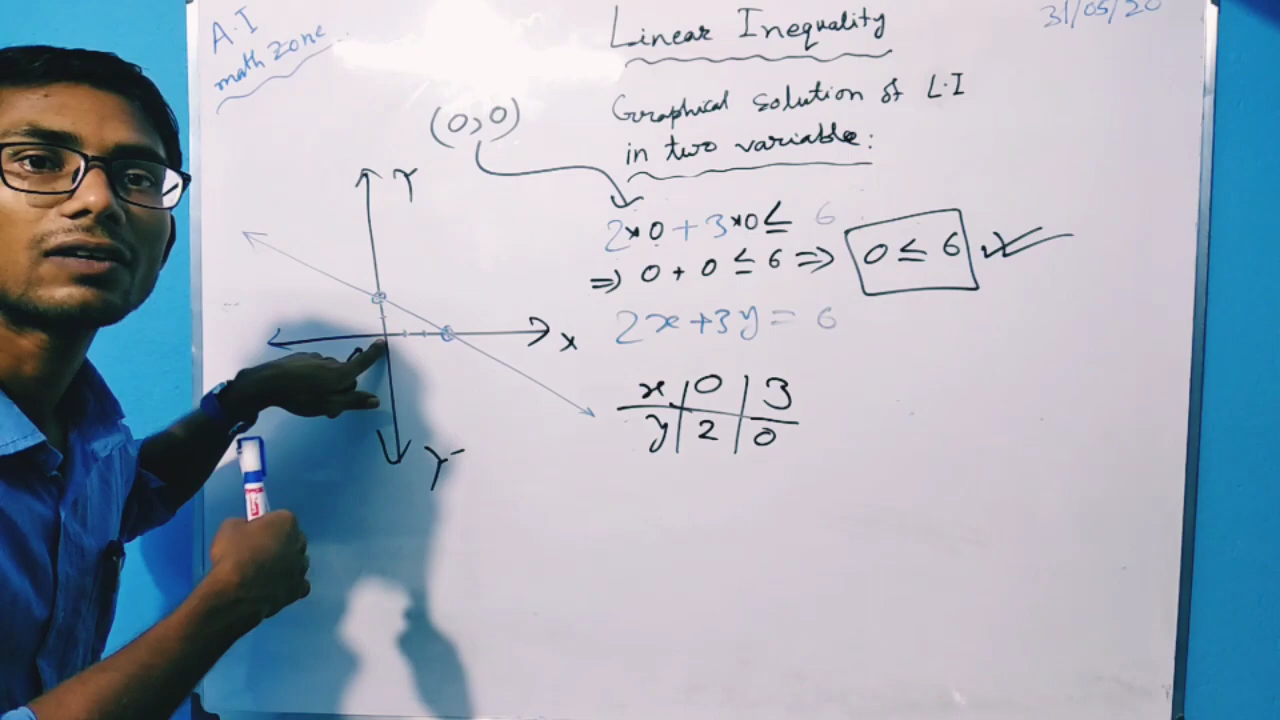 A.I
math zone
31/05/20
Linear Inequality
Graphical solution of L.I
in two variable:
(0,0)
Y
2×0+3×0≤ 6
⇒ 0 + 0 ≤ 6 ⇒ 0 ≤ 6
2x+3y= 6
X
x 0 3
y 2 0
Y-